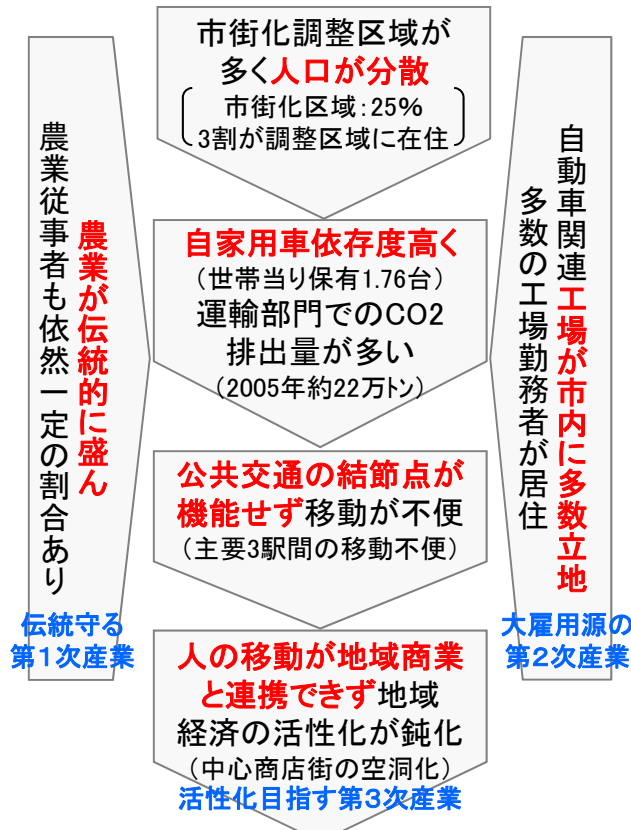 市街化調整区域が
多く人口が分散
市街化区域：25％
3割が調整区域に在住
農業が伝統的に盛ん
農業従事者も依然一定の割合あり
伝統守る
第1次産業
自家用車依存度高く
（世帯当り保有1.76台）
運輸部門でのCO2
排出量が多い
（2005年約22万トン）
公共交通の結節点が
機能せず移動が不便
（主要3駅間の移動不便）
人の移動が地域商業
と連携できず地域
経済の活性化が鈍化
（中心商店街の空洞化）
活性化目指す第3次産業
自動車関連工場が市内に多数立地
多数の工場勤務者が居住
大雇用源の
第2次産業